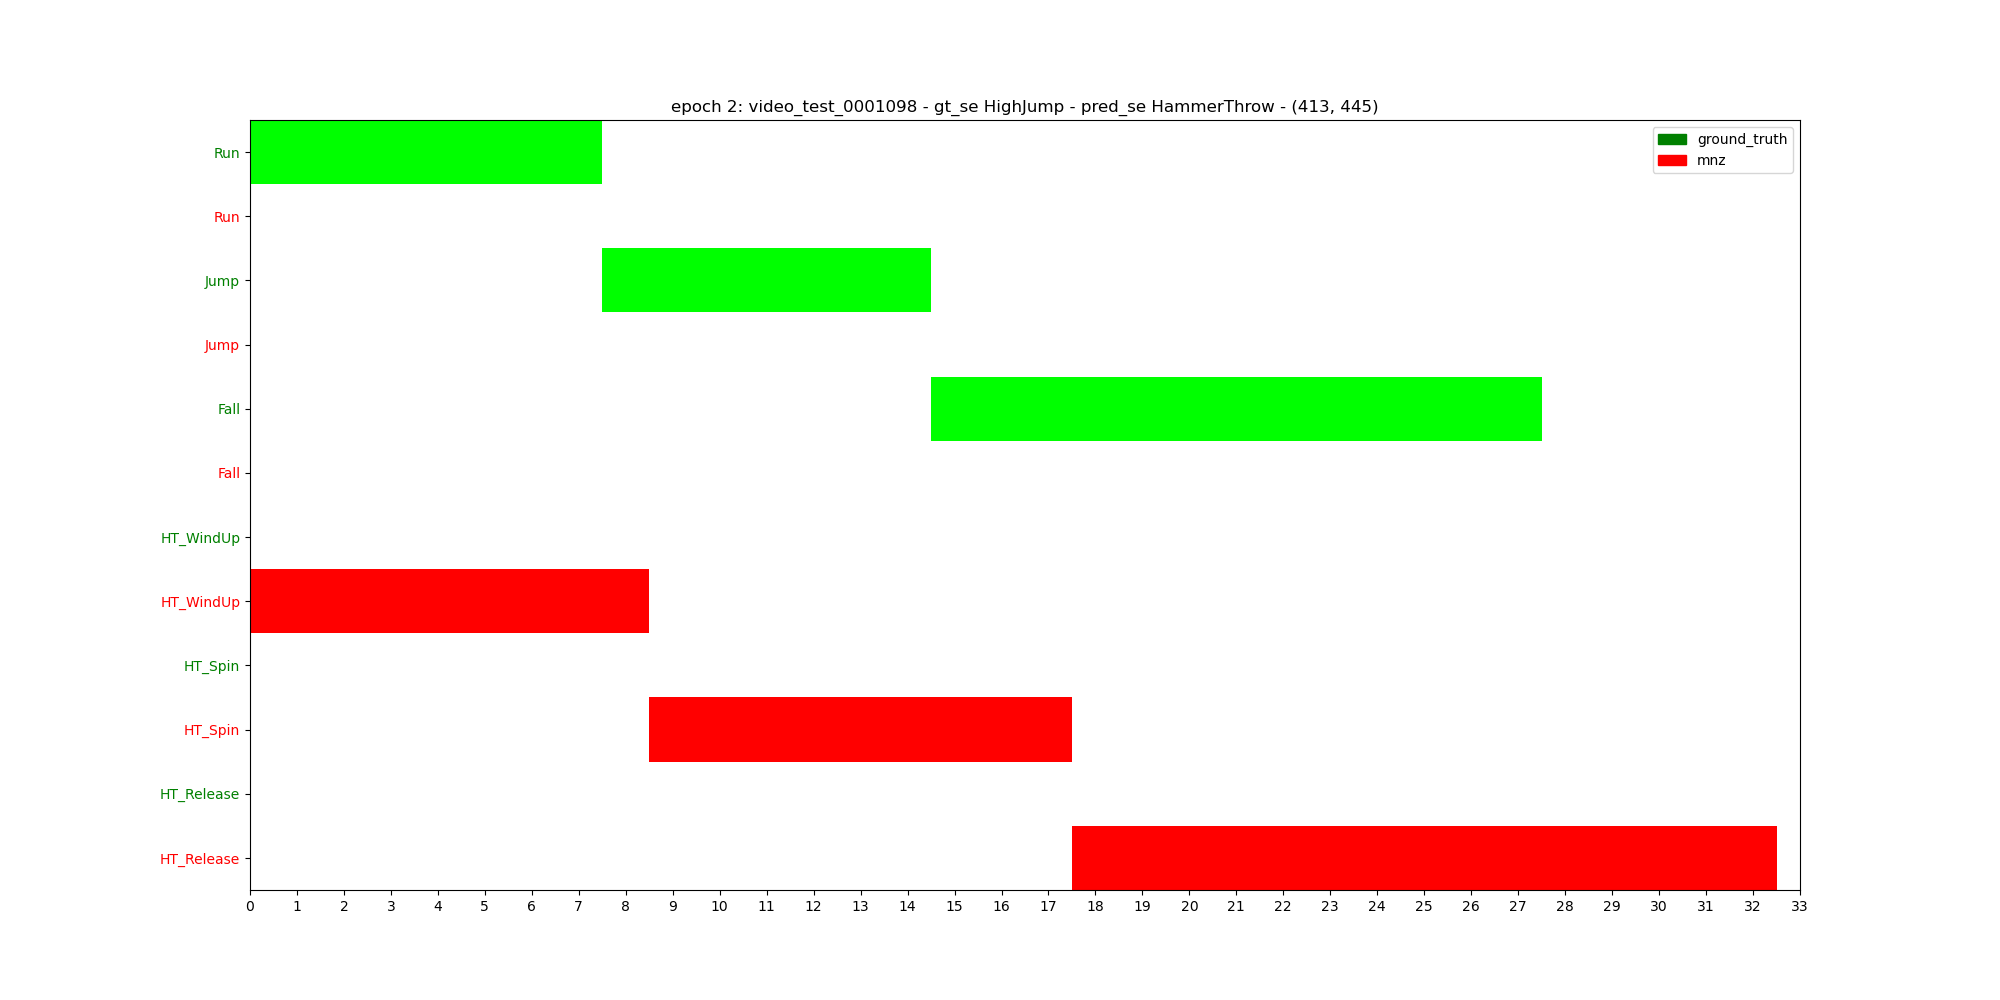 epoch 2: video_test_0001098 - gt_se HighJump - pred_se HammerThrow - (413, 445)
ground_truth
mnz
Run
Run
Jump
Jump
Fall
Fall
HT_WindUp
HT_WindUp
HT_Spin
HT_Spin
HT_Release
HT_Release
0 1 2 3 4 5 6 7 8 9 10 11 12 13 14 15 16 17 18 19 20 21 22 23 24 25 26 27 28 29 30 31 32 33